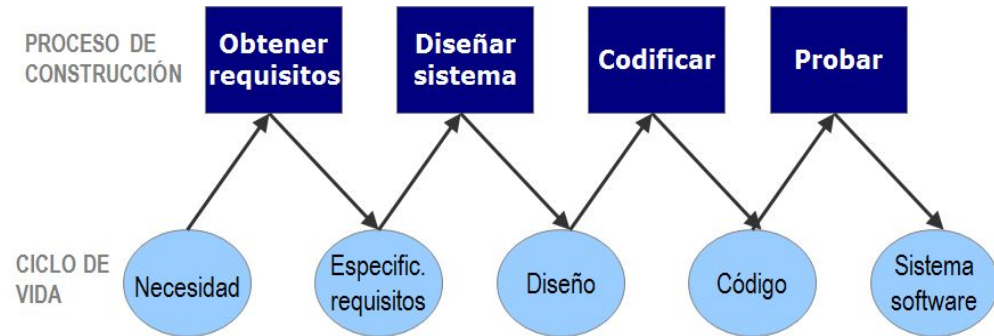 PROCESO DE
CONSTRUCCIÓN
Obtener
requisitos
Diseñar
sistema
Codificar
Probar
CICLO DE
VIDA
Necesidad
Especific.
requisitos
Diseño
Código
Sistema
software